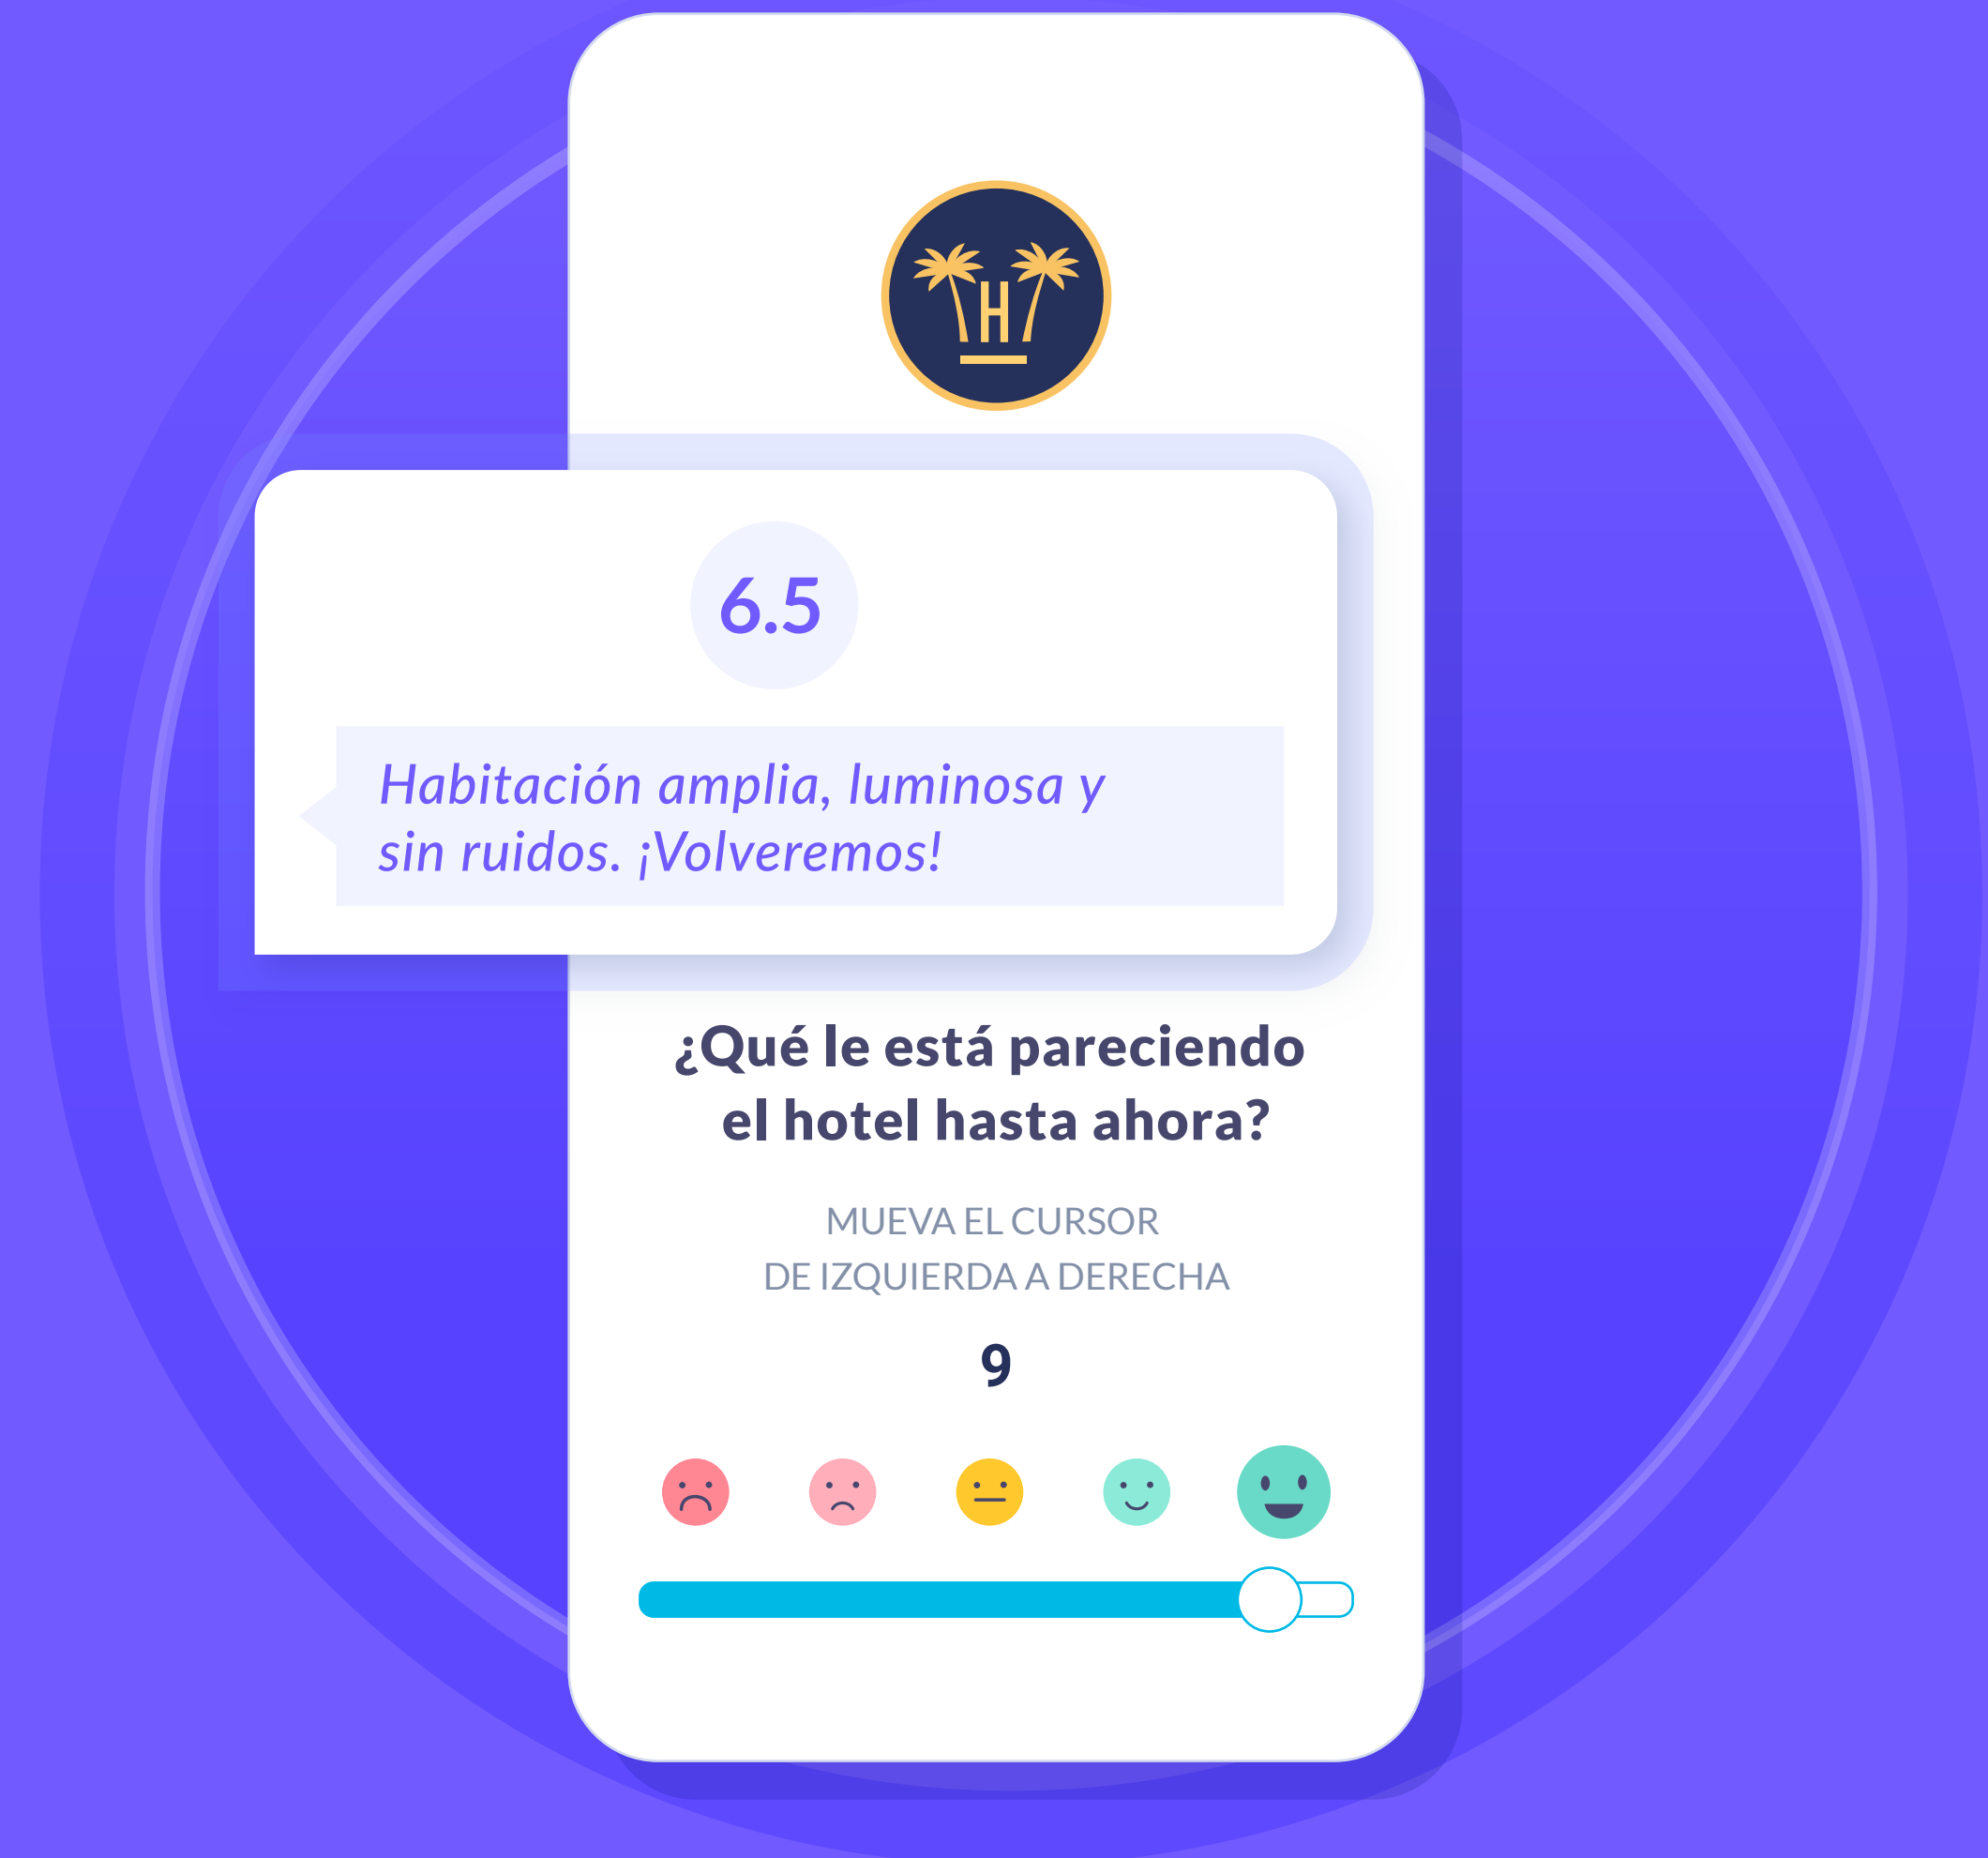 H
6.5
Habitación amplia, luminosa y
sin ruidos. ¡Volveremos!
¿Qué le está pareciendo
el hotel hasta ahora?
MUEVA EL CURSOR
DE IZQUIERDA A DERECHA
9